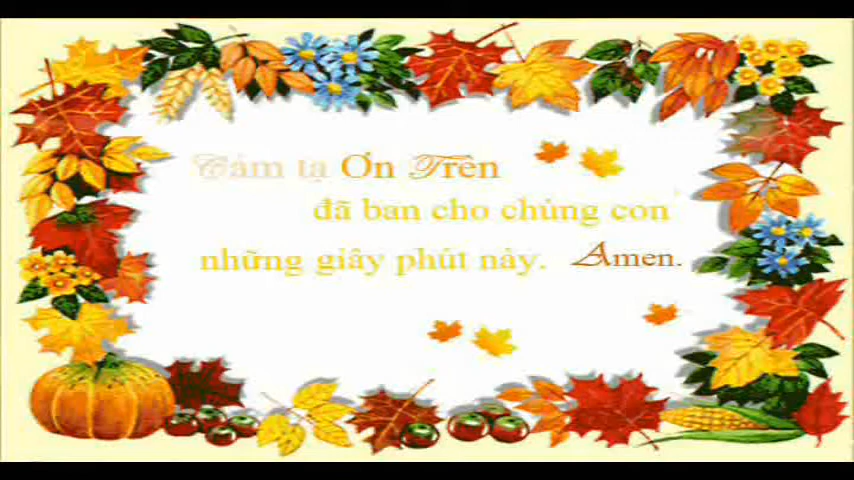 Cảm tạ Ơn Trên
đã ban cho chúng con
những giây phút này. Amen.